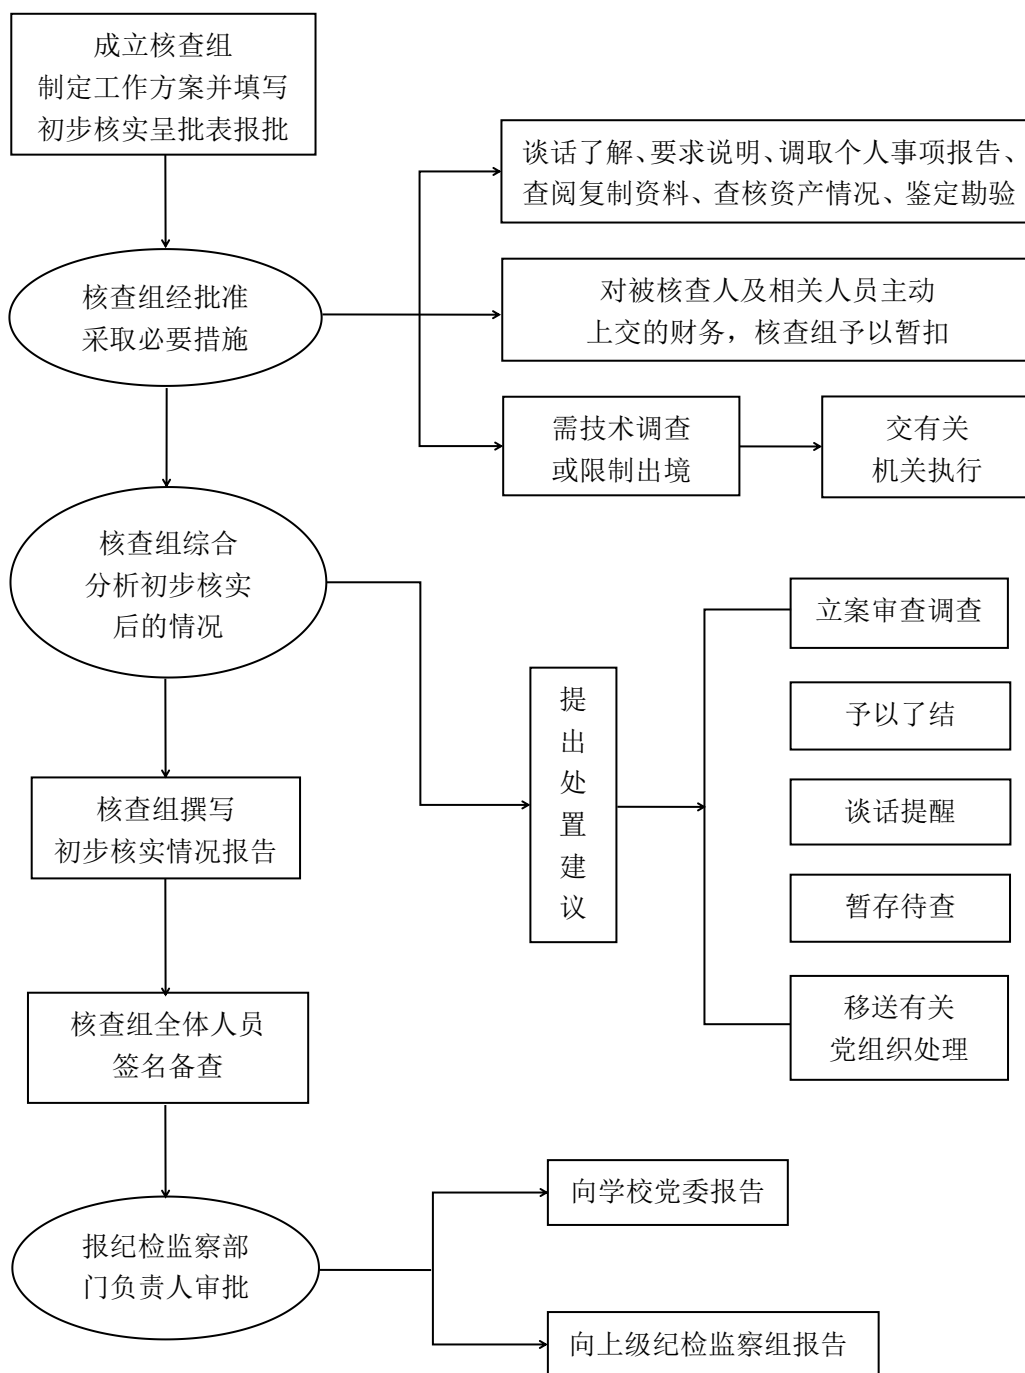 成立核查组
制定工作方案并填写
初步核实呈批表报批
谈话了解、要求说明、调取个人事项报告、
查阅复制资料、查核资产情况、鉴定勘验
核查组经批准
采取必要措施
对被核查人及相关人员主动
上交的财务，核查组予以暂扣
需技术调查
或限制出境
交有关
机关执行
核查组综合
分析初步核实
后的情况
提
出
处
置
建
议
立案审查调查
予以了结
谈话提醒
暂存待查
移送有关
党组织处理
核查组撰写
初步核实情况报告
核查组全体人员
签名备查
报纪检监察部
门负责人审批
向学校党委报告
向上级纪检监察组报告